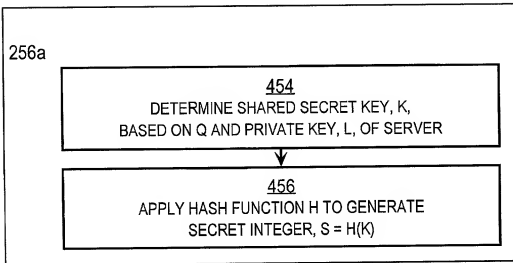 256a
454
DETERMINE SHARED SECRET KEY, K,
BASED ON Q AND PRIVATE KEY, L, OF SERVER
456
APPLY HASH FUNCTION H TO GENERATE
SECRET INTEGER, S = H(K)